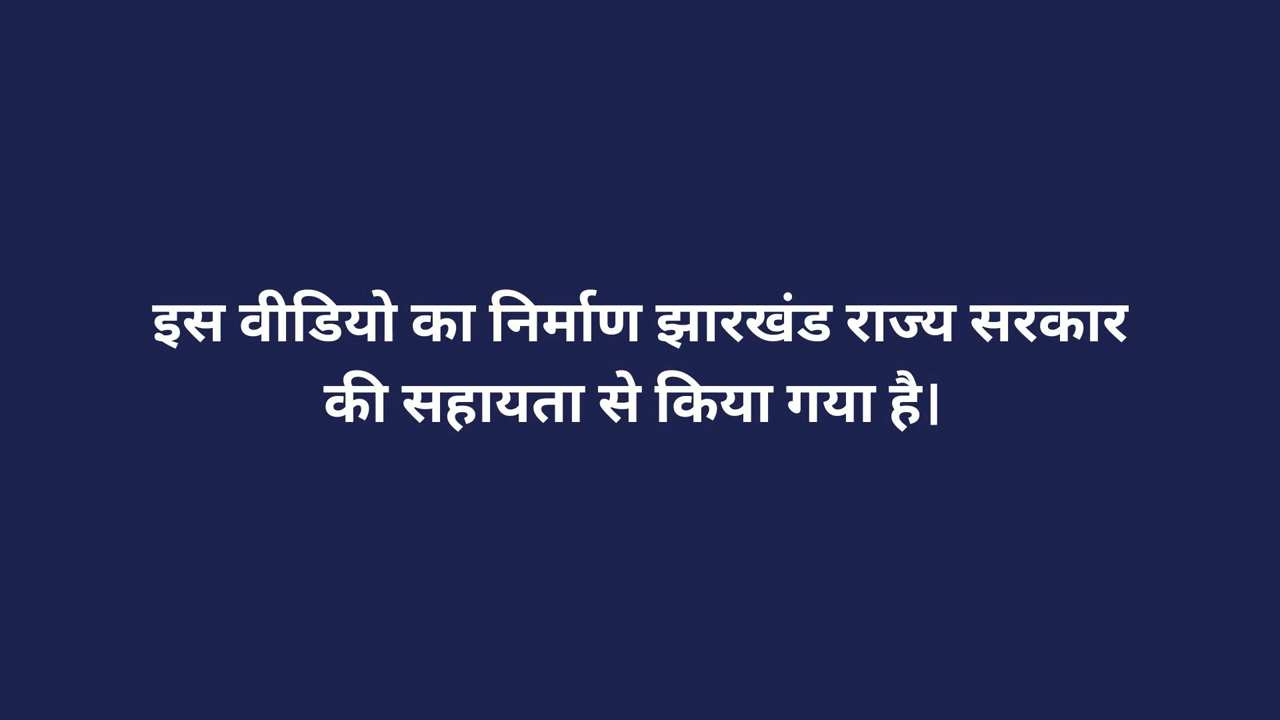 इस वीडियो का निर्माण झारखंड राज्य सरकार
की सहायता से किया गया है।